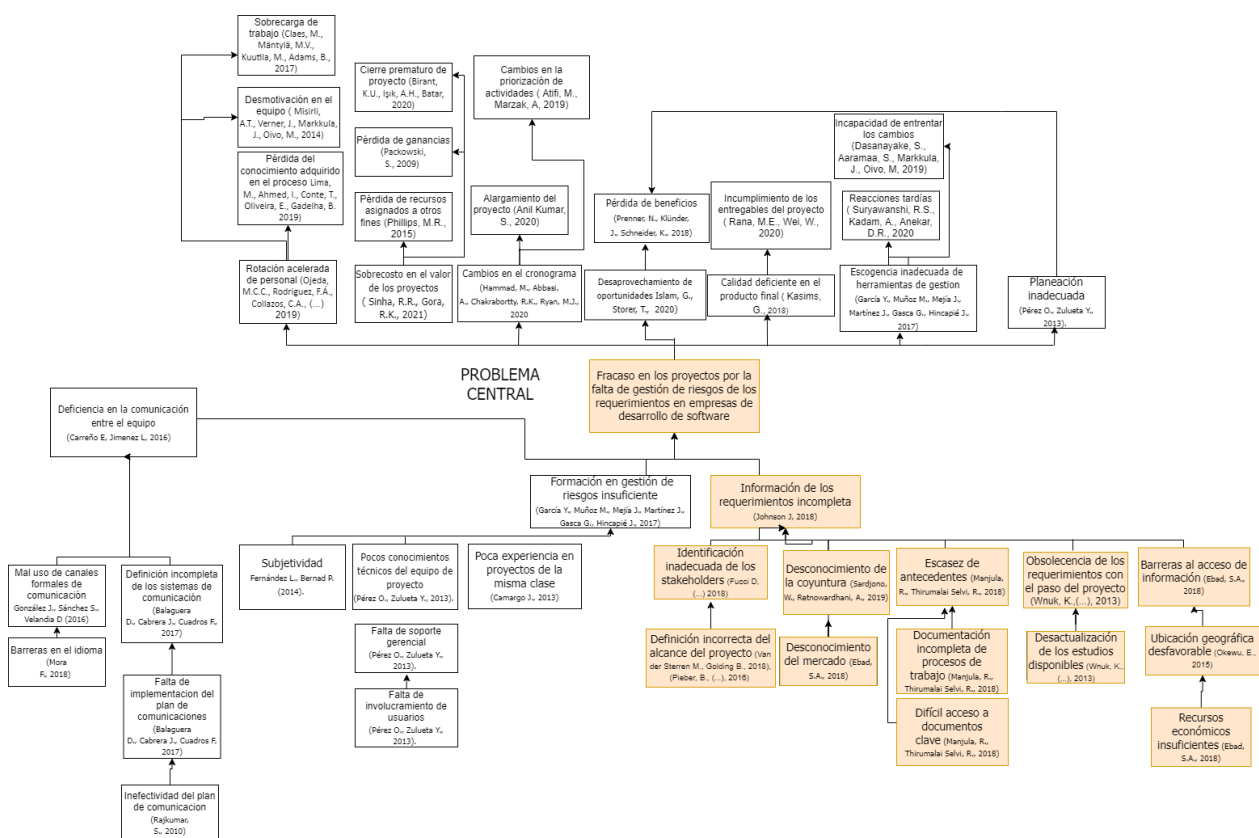 Sobrecarga de
trabajo (Claes, M.,
Mäntylä, M.V.,
Kuutila, M., Adams, B.,
2017)
Desmotivación en el
equipo ( Misirli,
A.T., Verner, J., Markkula,
J., Oivo, M., 2014)
Pérdida del
conocimiento adquirido
en el proceso Lima,
M., Ahmed, I., Conte, T.,
Oliveira, E., Gadelha, B.
2019)
Rotación acelerada
de personal (Ojeda,
M.C.C., Rodriguez, F.Á.,
Collazos, C.A., (...)
2019)
Cierre prematuro de
proyecto (Birant,
K.U., Işık, A.H., Batar,
2020)
Pérdida de ganancias
(Packowski,
S., 2009)
Pérdida de recursos
asignados a otros
fines (Phillips, M.R.,
2015)
Sobrecosto en el valor
de los proyectos
( Sinha, R.R., Gora,
R.K., 2021)
Cambios en la
priorización de
actividades ( Atifi, M.,
Marzak, A, 2019)
Alargamiento del
proyecto (Anil Kumar,
S., 2020)
Cambios en el cronograma
(Hammad, M., Abbasi,
A., Chakrabortty, R.K., Ryan, M.J.,
2020
Pérdida de beneficios
(Prenner, N., Klünder,
J., Schneider, K., 2018)
Desaprovechamiento de
oportunidades Islam, G.,
Storer, T., 2020)
Incumplimiento de los
entregables del proyecto
( Rana, M.E., Wei, W.,
2020)
Calidad deficiente en el
producto final ( Kasims,
G., 2018)
Incapacidad de enfrentar
los cambios
(Dasanayake, S.,
Aaramaa, S., Markkula,
J., Oivo, M, 2019)
Reacciones tardías
( Suryawanshi, R.S.,
Kadam, A., Anekar,
D.R., 2020
Escogencia inadecuada de
herramientas de gestion
(García Y., Muñoz M., Mejía J.,
Martínez J., Gasca G., Hincapié J.,
2017)
Planeación
inadecuada
(Pérez O., Zulueta Y.,
2013).
PROBLEMA
CENTRAL
Fracaso en los proyectos por la
falta de gestión de riesgos de los
requerimientos en empresas de
desarrollo de software
Deficiencia en la comunicación
entre el equipo
(Carreño E, Jimenez L, 2016)
Formación en gestión de
riesgos insuficiente
(García Y., Muñoz M., Mejía J., Martínez J.,
Gasca G., Hincapié J., 2017)
Información de los
requerimientos incompleta
(Johnson J, 2018)
Mal uso de canales
formales de
comunicación
González J., Sánchez S.,
Velandia D (2016)
Barreras en el idioma
(Mora
F., 2018)
Definición incompleta
de los sistemas de
comunicación
(Balaguera
D., Cabrera J., Cuadros F.,
2017)
Falta de
implementacion del
plan de
comunicaciones
(Balaguera
D., Cabrera J., Cuadros F,
2017)
Inefectividad del plan
de comunicacion
(Rajkumar,
S., 2010)
Subjetividad
Fernández L., Bernad P.
(2014).
Pocos conocimientos
técnicos del equipo de
proyecto
(Pérez O., Zulueta Y., 2013).
Falta de soporte
gerencial
(Pérez O., Zulueta Y.,
2013).
Falta de
involucramiento de
usuarios
(Pérez O., Zulueta Y.,
2013).
Poca experiencia en
proyectos de la
misma clase
(Camargo J., 2013)
Identificación
inadecuada de los
stakeholders (Fucci D,
(...) 2018)
Definición incorrecta del
alcance del proyecto (Van
der Sterren M., Golding B., 2018),
(Pieber, B., (...), 2016)
Desconocimiento de
la coyuntura (Sardjono,
W., Retnowardhani, A., 2019)
Desconocimiento
del mercado (Ebad,
S.A., 2018)
Escasez de
antecedentes (Manjula,
R., Thirumalai Selvi, R., 2018)
Documentación
incompleta de
procesos de
trabajo (Manjula, R.,
Thirumalai Selvi, R., 2018)
Difícil acceso a
documentos
clave (Manjula, R.,
Thirumalai Selvi, R., 2018)
Obsolecencia de los
requerimientos con
el paso del proyecto
(Wnuk, K.,(...), 2013)
Desactualización
de los estudios
disponibles (Wnuk, K.,
(...), 2013)
Barreras al acceso de
información (Ebad, S.A.,
2018)
Ubicación geográfica
desfavorable (Okewu, E.,
2015)
Recursos
económicos
insuficientes (Ebad,
S.A., 2018)